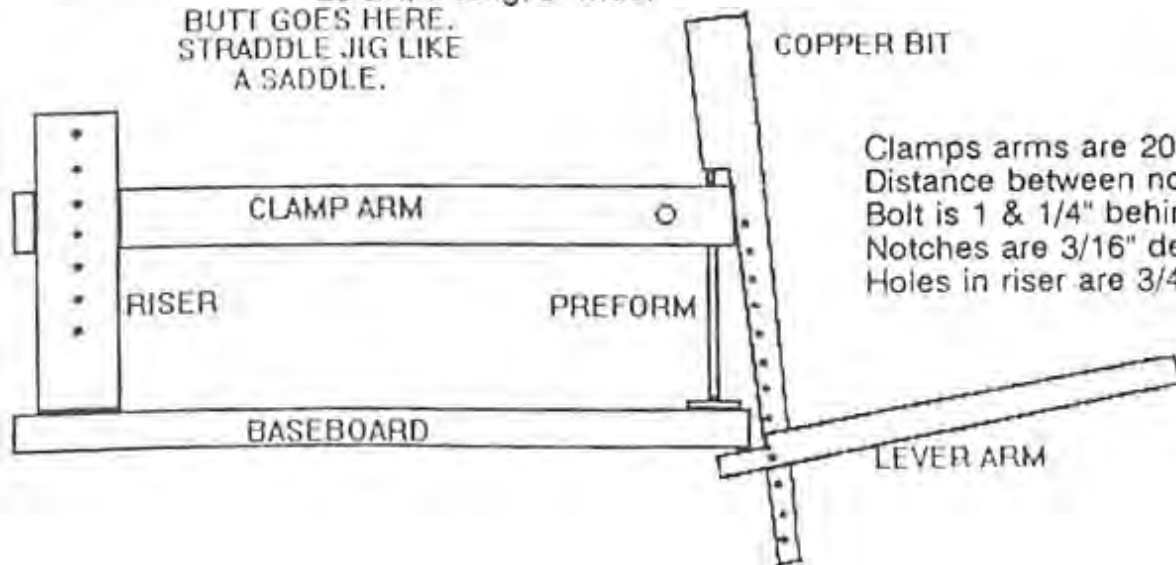 BUTT GOES HERE.
STRADDLE JIG LIKE
A SADDLE.
COPPER BIT
Clamps arms are 20
Distance between no
Bolt is 1 & 1/4" behin
Notches are 3/16" de
Holes in riser are 3/4
CLAMP ARM
RISER
PREFORM
BASEBOARD
LEVER ARM